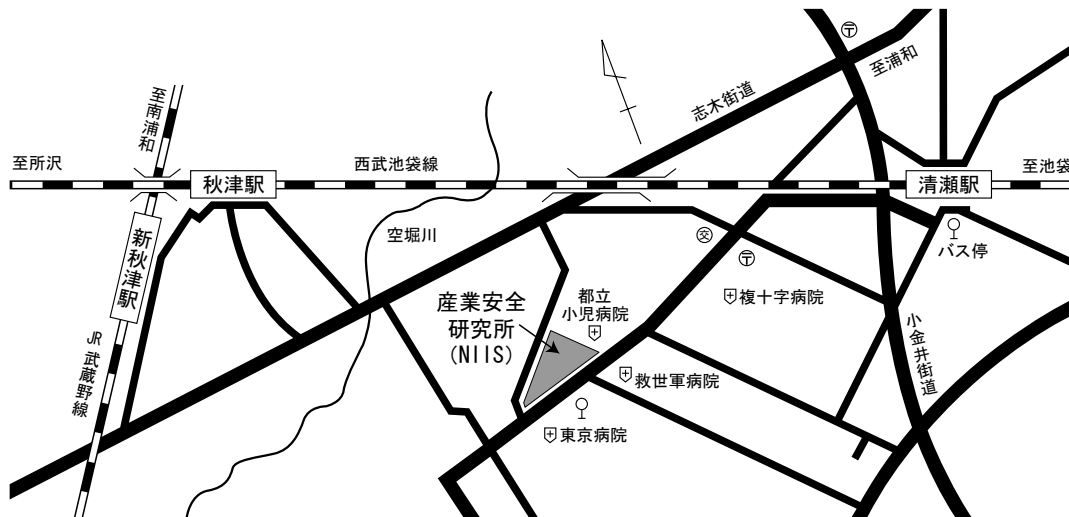 至浦和
志木街道
至南浦和
至所沢
秋津駅
西武池袋線
清瀬駅
至池袋
新秋津駅
空堀川
交
バス停
産業安全
研究所
(NIIS)
都立
小児病院
複十字病院
小金井街道
JR 武蔵野線
救世軍病院
東京病院